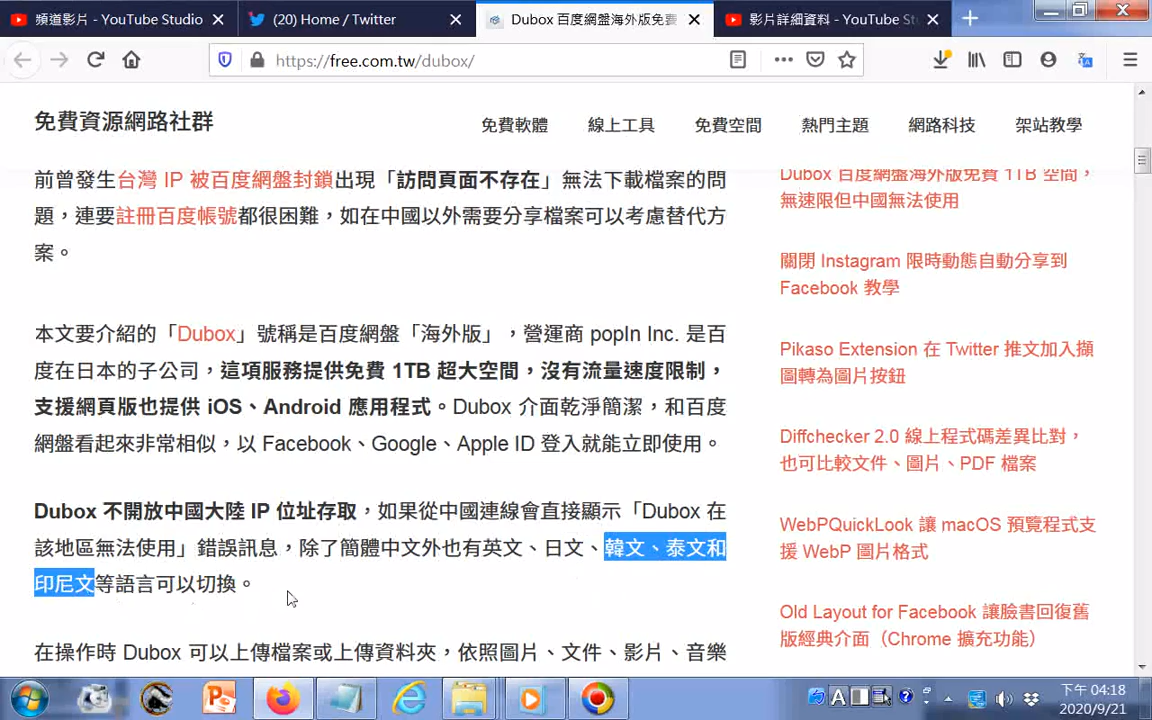 頻道影片 - YouTube Studio
(20) Home / Twitter
Dubox 百度網盤海外版免費
影片詳細資料 - YouTube St
https://free.com.tw/dubox/
免費資源網路社群
免費軟體
線上工具
免費空間
熱門主題
網路科技
架站教學
前曾發生台灣 IP 被百度網盤封鎖出現「訪問頁面不存在」無法下載檔案的問
題，連要註冊百度帳號都很困難，如在中國以外需要分享檔案可以考慮替代方
案。
本文要介紹的「Dubox」號稱是百度網盤「海外版」，營運商 popIn Inc. 是百
度在日本的子公司，這項服務提供免費 1TB 超大空間，沒有流量速度限制，
支援網頁版也提供 iOS、Android 應用程式。Dubox 介面乾淨簡潔，和百度
網盤看起來非常相似，以 Facebook、Google、Apple ID 登入就能立即使用。
Dubox 不開放中國大陸 IP 位址存取，如果從中國連線會直接顯示「Dubox 在
該地區無法使用」錯誤訊息，除了簡體中文外也有英文、日文、韓文、泰文和
印尼文等語言可以切換。
在操作時 Dubox 可以上傳檔案或上傳資料夾，依照圖片、文件、影片、音樂
Dubox 百度網盤海外版免費 1TB 空間，
無速限但中國無法使用
關閉 Instagram 限時動態自動分享到
Facebook 教學
Pikaso Extension 在 Twitter 推文加入擷
圖轉為圖片按鈕
Diffchecker 2.0 線上程式碼差異比對，
也可比較文件、圖片、PDF 檔案
WebPQuickLook 讓 macOS 預覽程式支
援 WebP 圖片格式
Old Layout for Facebook 讓臉書回復舊
版經典介面（Chrome 擴充功能）
A
下午 04:18
2020/9/21